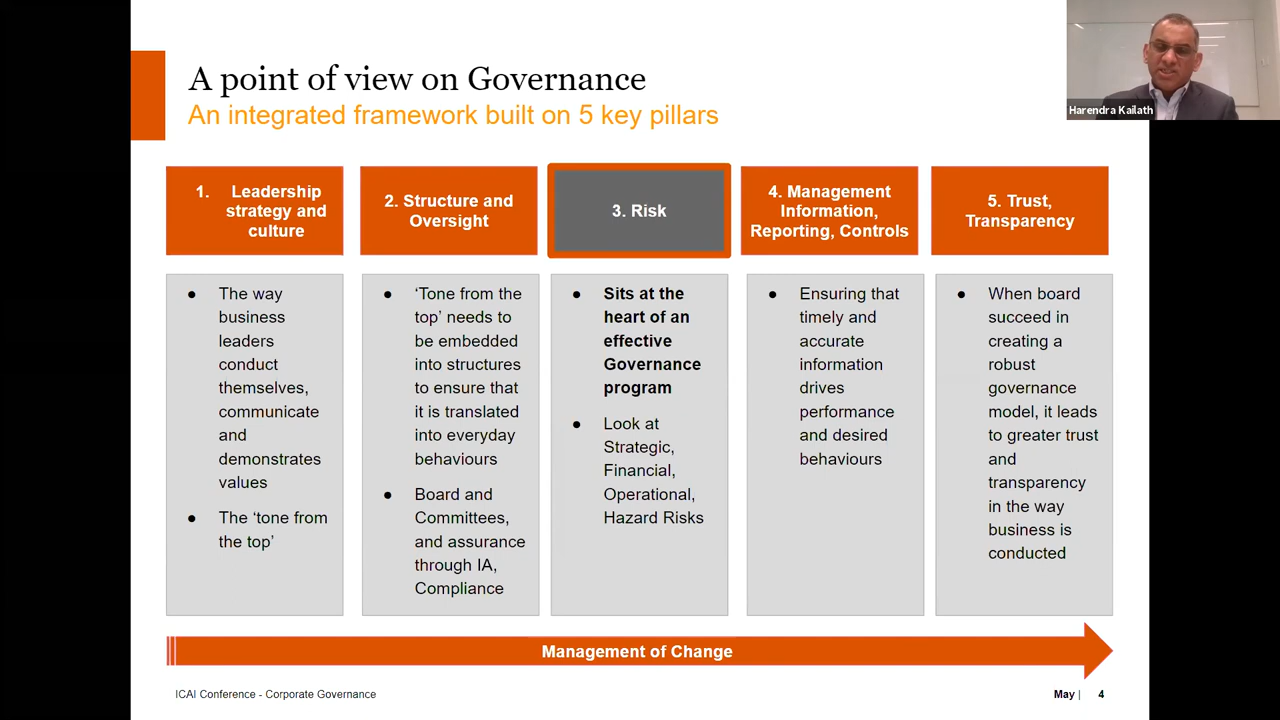 A point of view on Governance
An integrated framework built on 5 key pillars
Harendra Kailath
1. Leadership
strategy and
culture
2. Structure and
Oversight
3. Risk
4. Management
Information,
Reporting, Controls
5. Trust,
Transparency
● The way
business
leaders
conduct
themselves,
communicate
and
demonstrates
values
● The ‘tone from
the top’
● ‘Tone from the
top’ needs to
be embedded
into structures
to ensure that
it is translated
into everyday
behaviours
● Board and
Committees,
and assurance
through IA,
Compliance
● Sits at the
heart of an
effective
Governance
program
● Look at
Strategic,
Financial,
Operational,
Hazard Risks
● Ensuring that
timely and
accurate
information
drives
performance
and desired
behaviours
● When board
succeed in
creating a
robust
governance
model, it leads
to greater trust
and
transparency
in the way
business is
conducted
Management of Change
ICAI Conference - Corporate Governance
May | 4